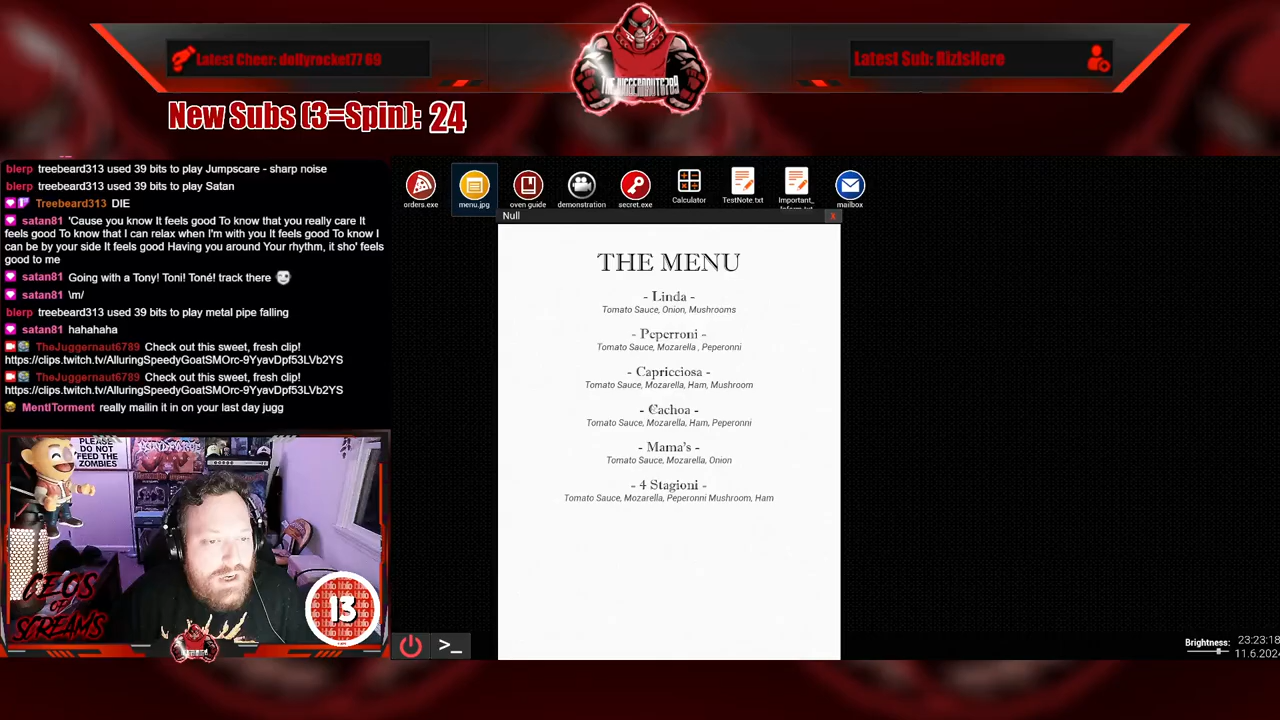 Latest Cheer: dollyrocket77 69
Latest Sub: RizIsHere
THEJUGGERNAUT6789
New Subs (3=Spin): 24
blerp treebeard313 used 39 bits to play Jumpscare - sharp noise
blerp treebeard313 used 39 bits to play Satan
Treebeard313 DIE
satan81 'Cause you know It feels good To know that you really care It
feels good To know that I can relax when I'm with you It feels good To know I
can be by your side It feels good Having you around Your rhythm, it sho' feels
good to me
satan81 Going with a Tony! Toni! Toné! track there
satan81 \m/
blerp treebeard313 used 39 bits to play metal pipe falling
satan81 hahahaha
TheJuggernaut6789 Check out this sweet, fresh clip!
https://clips.twitch.tv/AlluringSpeedyGoatSMOrc-9YyavDpf53LVb2YS
TheJuggernaut6789 Check out this sweet, fresh clip!
https://clips.twitch.tv/AlluringSpeedyGoatSMOrc-9YyavDpf53LVb2YS
MentlTorment really mailin it in on your last day jugg
orders.exe
menu.jpg
oven guide
demonstration
secret.exe
Calculator
TestNote.txt
Important_
Inform.txt
mailbox
Null
X
THE MENU
- Linda -
Tomato Sauce, Onion, Mushrooms
- Peperroni -
Tomato Sauce, Mozarella , Peperonni
- Capricciosa -
Tomato Sauce, Mozarella, Ham, Mushroom
- Cachoa -
Tomato Sauce, Mozarella, Ham, Peperonni
- Mama's -
Tomato Sauce, Mozarella, Onion
- 4 Stagioni -
Tomato Sauce, Mozarella, Peperonni Mushroom, Ham
PLEASE
DO NOT
FEED THE
ZOMBIES
OF
SCREAMS
13
>_
Brightness:
23:23:18
11.6.2024